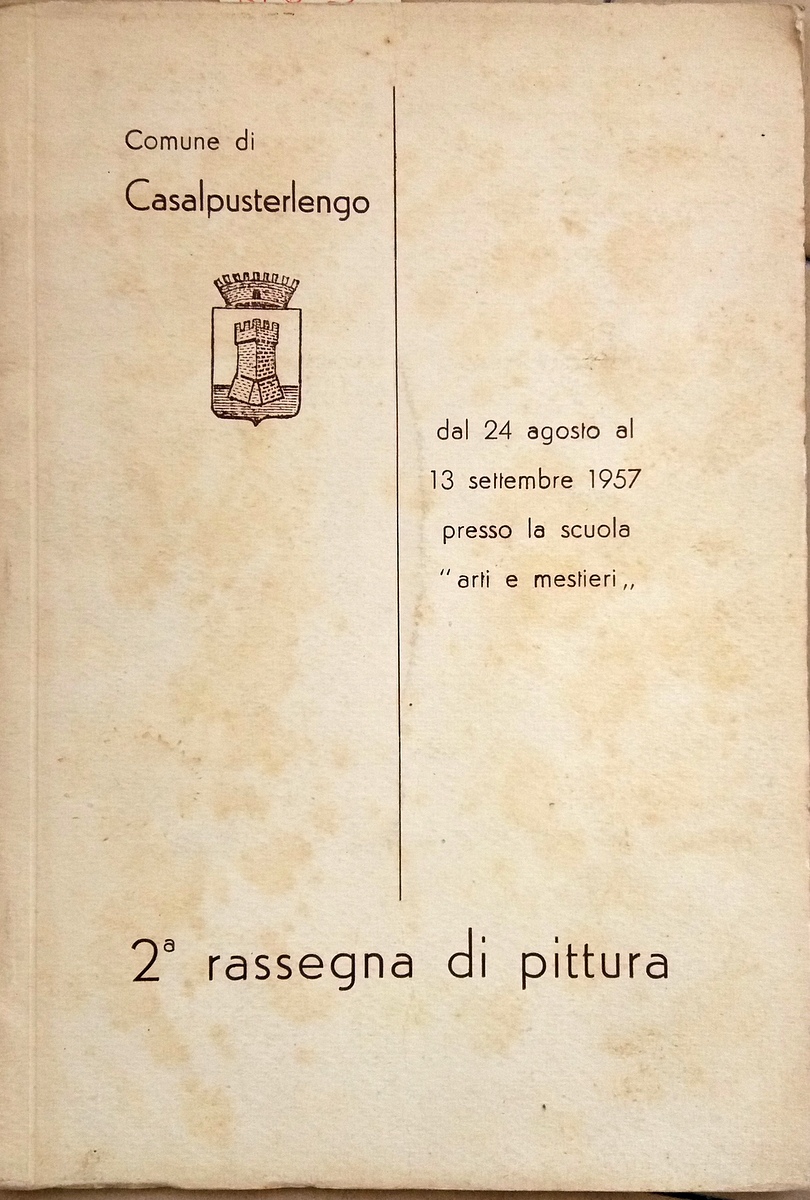 Comune di
Casalpusterlengo
dal 24 agosto al
13 settembre 1957
presso la scuola
“arti e mestieri„
2ª rassegna di pittura